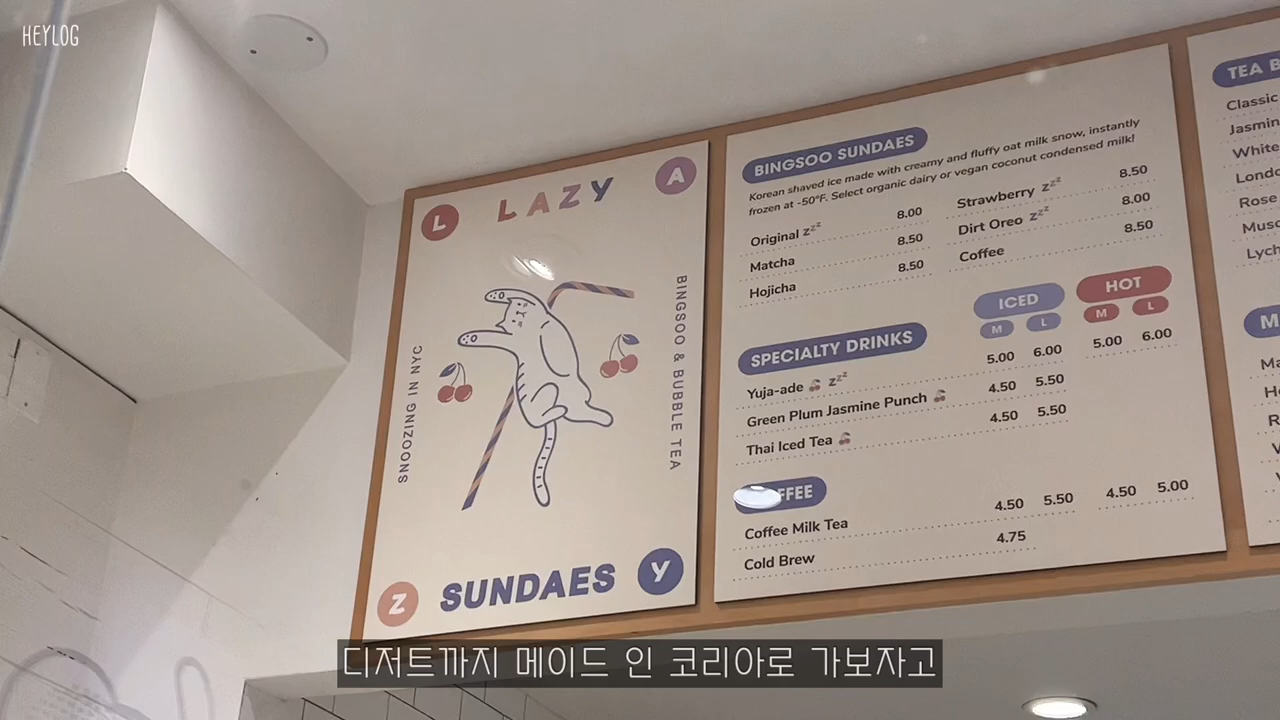 HEYLOG
L
LAZY
A
SNOOZING IN NYC
BINGSOO & BUBBLE TEA
Z
SUNDAES
Y
BINGSOO SUNDAES
Korean shaved ice made with creamy and fluffy oat milk snow, instantly
frozen at -50°F. Select organic dairy or vegan coconut condensed milk!
Original zzz 8.00
Matcha 8.50
Hojicha 8.50
Strawberry zzz 8.50
Dirt Oreo zzz 8.00
Coffee 8.50
ICED HOT
M L M L
SPECIALTY DRINKS
Yuja-ade zzz 5.00 6.00 5.00 6.00
Green Plum Jasmine Punch 4.50 5.50
Thai Iced Tea 4.50 5.50
FFEE
Coffee Milk Tea 4.50 5.50 4.50 5.00
Cold Brew 4.75
TEA B
Classic
Jasmin
White
Londo
Rose
Musc
Lych
M
Ma
디저트까지 메이드 인 코리아로 가보자고